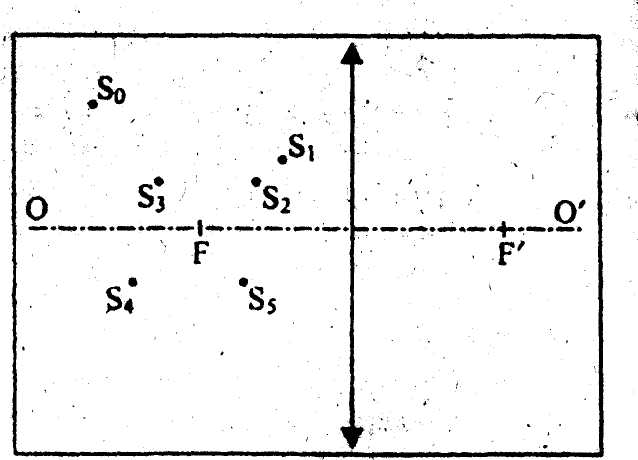 S₀
S₁
S₃
S₂
O
O′
F
F′
S₄
S₅